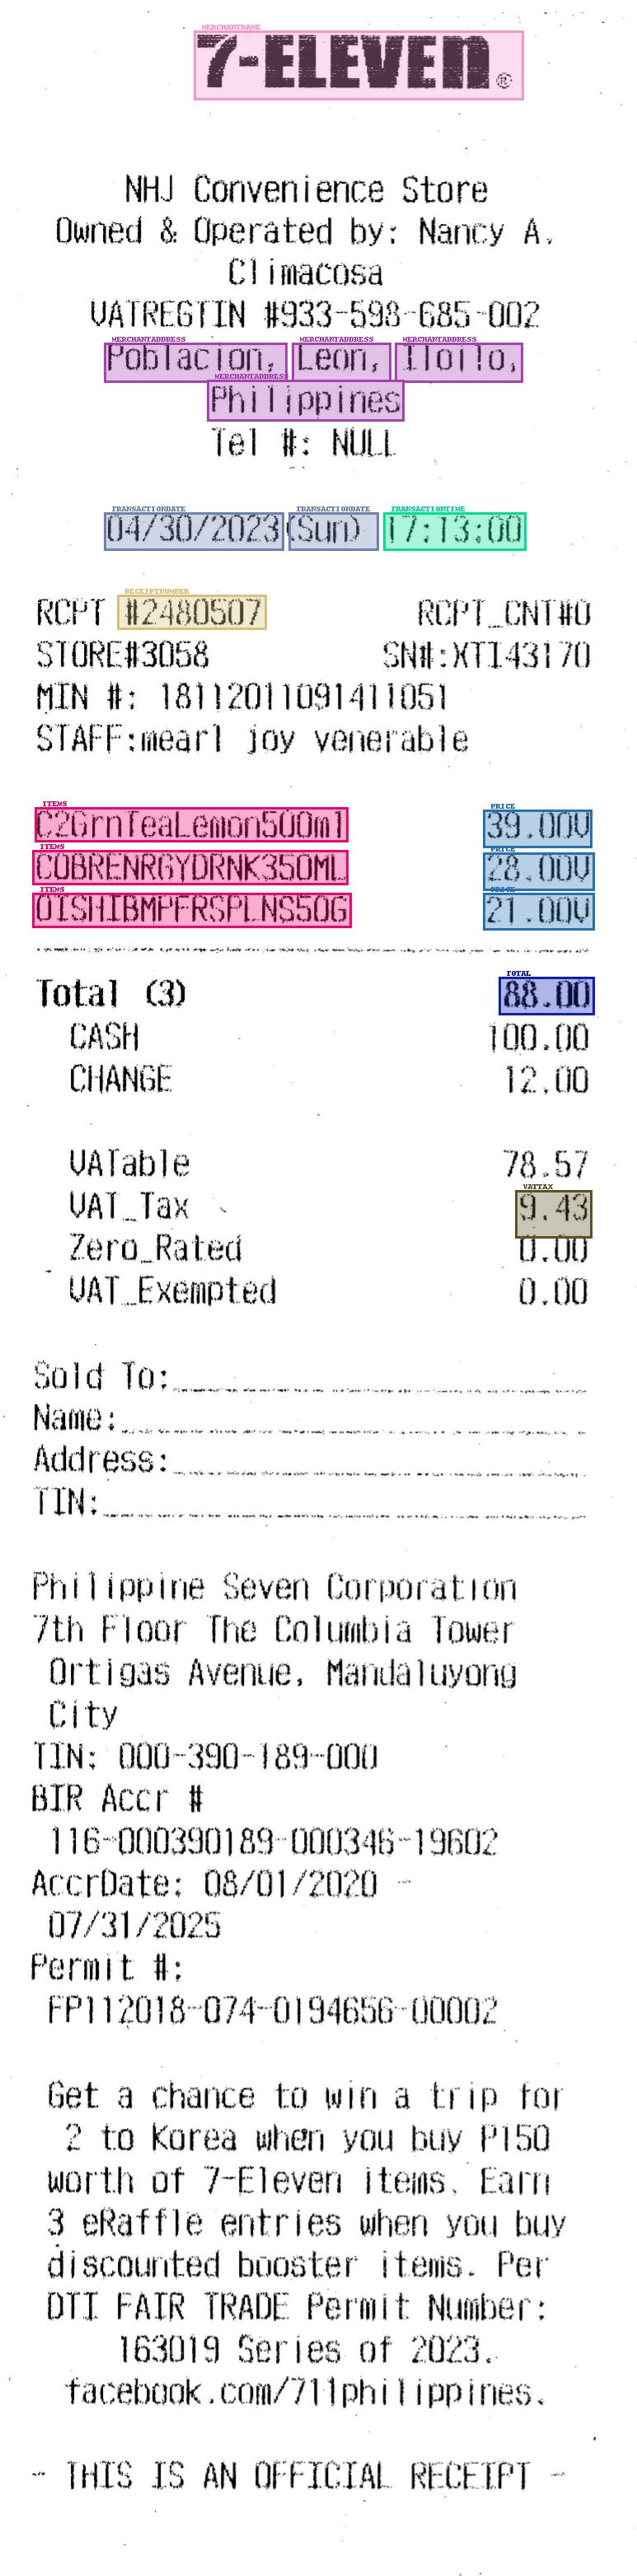 MERCHANTNAME
7-ELEVEN®
NHJ Convenience Store
Owned & Operated by: Nancy A.
Climacosa
VATREGTIN #933-598-685-002
MERCHANTADDRESS MERCHANTADDRESS MERCHANTADDRESS
Poblacion, Leon, Iloilo,
MERCHANTADDRESS
Philippines
Tel #: NULL
TRANSACTIONDATE TRANSACTIONDATE TRANSACTIONTIME
04/30/2023 (Sun) 17:13:00
RECEIPTNUMBER
RCPT #2480507 RCPT_CNT#0
STORE#3058 SN#:XTI43170
MIN #: 18112011091411051
STAFF:mearl joy venerable
ITEMS PRICE
C2GrnTeaLemon500ml 39.00V
ITEMS PRICE
COBRENRGYDRNK350ML 28.00V
ITEMS PRICE
OISHIBMPFRSPLNS50G 21.00V
TOTAL
Total (3) 88.00
CASH 100.00
CHANGE 12.00
VATable 78.57
VATTAX
VAT_Tax 9.43
Zero_Rated 0.00
VAT_Exempted 0.00
Sold To:
Name:
Address:
TIN:
Philippine Seven Corporation
7th Floor The Columbia Tower
Ortigas Avenue, Mandaluyong
City
TIN: 000-390-189-000
BIR Accr #
116-000390189-000346-19602
AccrDate: 08/01/2020 -
07/31/2025
Permit #:
FP112018-074-0194656-00002
Get a chance to win a trip for
2 to Korea when you buy P150
worth of 7-Eleven items. Earn
3 eRaffle entries when you buy
discounted booster items. Per
DTI FAIR TRADE Permit Number:
163019 Series of 2023.
facebook.com/711philippines.
- THIS IS AN OFFICIAL RECEIPT -